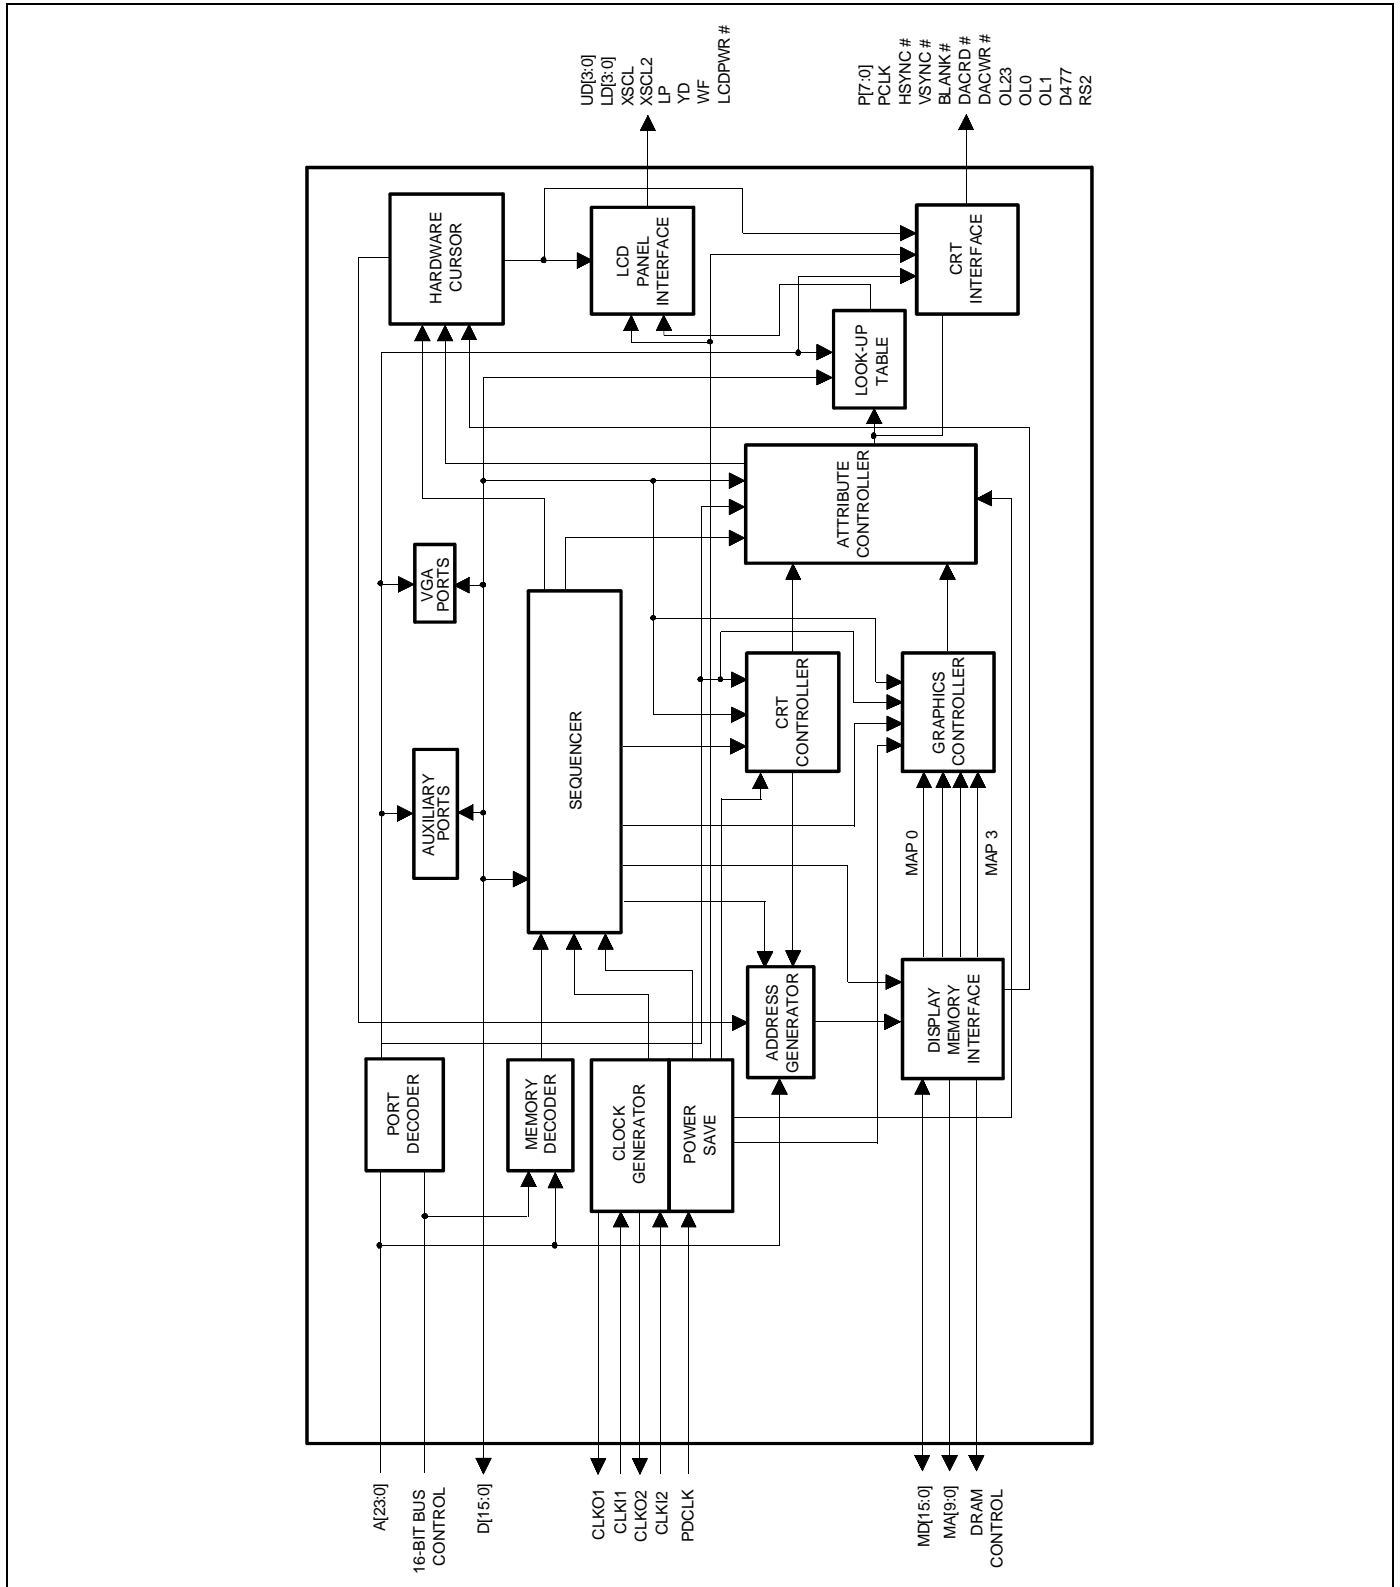 A[23:0]
16-BIT BUS
CONTROL
D[15:0]
CLKO1
CLKI1
CLKO2
CLKI2
PDCLK
MD[15:0]
MA[9:0]
DRAM
CONTROL
PORT
DECODER
MEMORY
DECODER
CLOCK
GENERATOR
POWER
SAVE
ADDRESS
GENERATOR
DISPLAY
MEMORY
INTERFACE
AUXILIARY
PORTS
VGA
PORTS
SEQUENCER
CRT
CONTROLLER
MAP 0
MAP 3
GRAPHICS
CONTROLLER
ATTRIBUTE
CONTROLLER
HARDWARE
CURSOR
LCD
PANEL
INTERFACE
LOOK-UP
TABLE
CRT
INTERFACE
UD[3:0]
LD[3:0]
XSCL
XSCL2
LP
YD
WF
LCDPWR #
P[7:0]
PCLK
HSYNC #
VSYNC #
BLANK #
DACRD #
DACWR #
OL23
OL0
OL1
D477
RS2